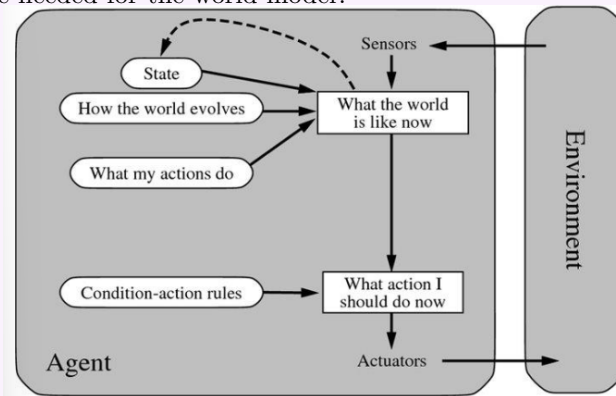 e needed for the world model.
Sensors
State
How the world evolves
What the world
is like now
What my actions do
Environment
Condition-action rules
What action I
should do now
Agent
Actuators